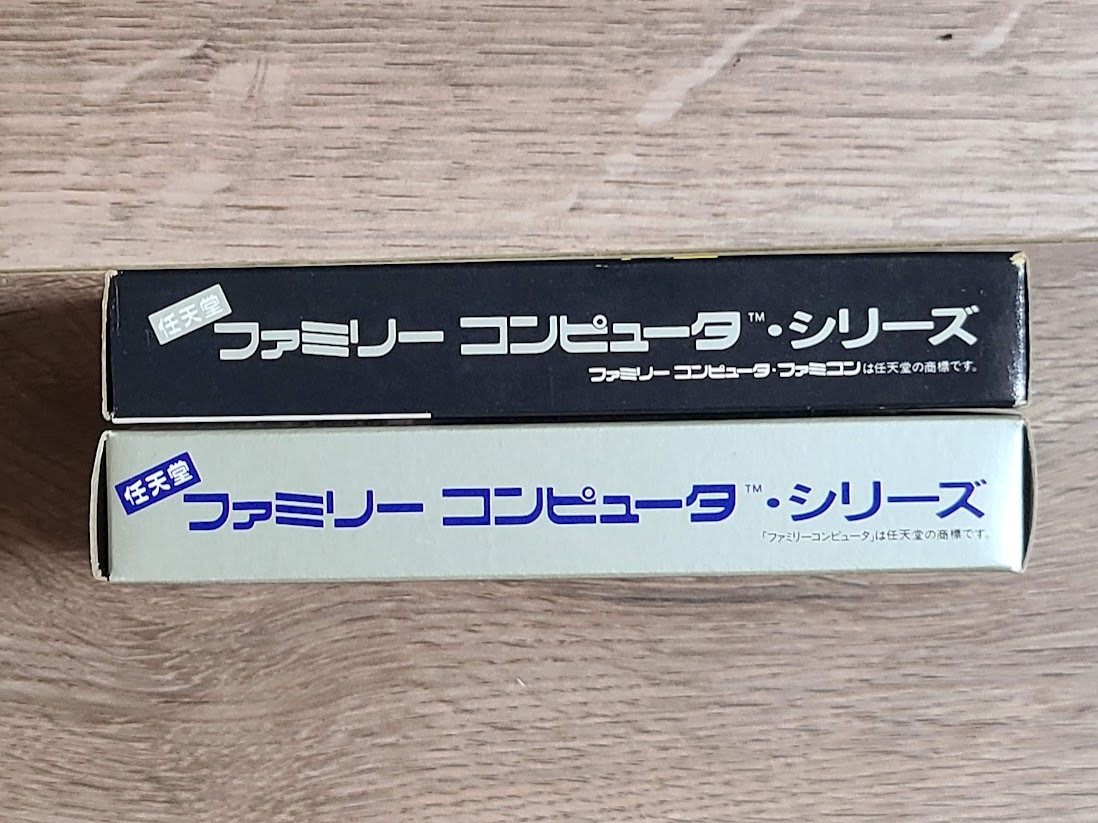 任天堂
ファミリー コンピュータ™・シリーズ
ファミリー コンピュータ・ファミコンは任天堂の商標です。
任天堂
ファミリー コンピュータ™・シリーズ
「ファミリーコンピュータ」は任天堂の商標です。